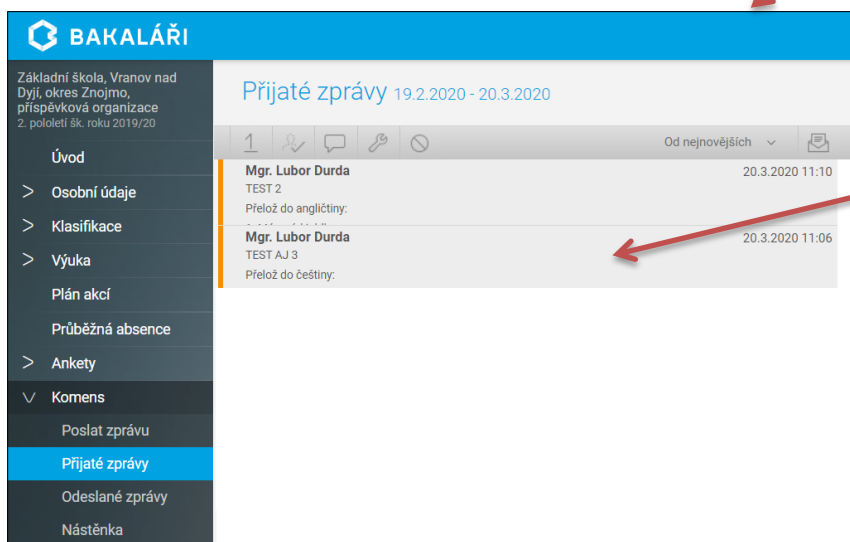 BAKALÁŘI
Základní škola, Vranov nad
Dyjí, okres Znojmo,
příspěvková organizace
2. pololetí šk. roku 2019/20
Úvod
Osobní údaje
Klasifikace
Výuka
Plán akcí
Průběžná absence
Ankety
Komens
Poslat zprávu
Přijaté zprávy
Odeslané zprávy
Nástěnka
Přijaté zprávy 19.2.2020 - 20.3.2020
1
Od nejnovějších
Mgr. Lubor Durda 20.3.2020 11:10
TEST 2
Přelož do angličtiny:
Mgr. Lubor Durda 20.3.2020 11:06
TEST AJ 3
Přelož do češtiny: